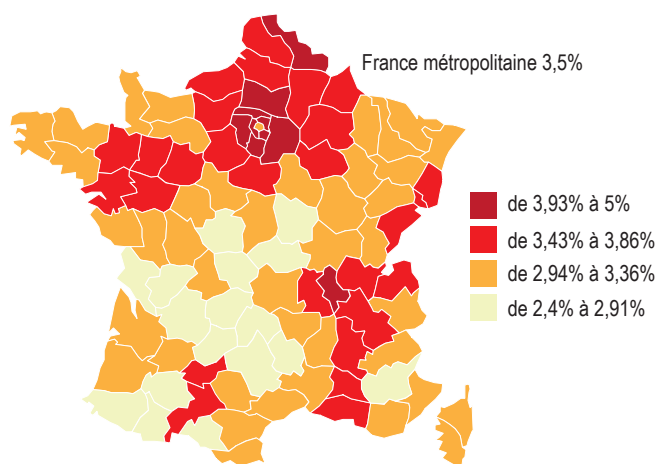 France métropolitaine 3,5%
de 3,93% à 5%
de 3,43% à 3,86%
de 2,94% à 3,36%
de 2,4% à 2,91%